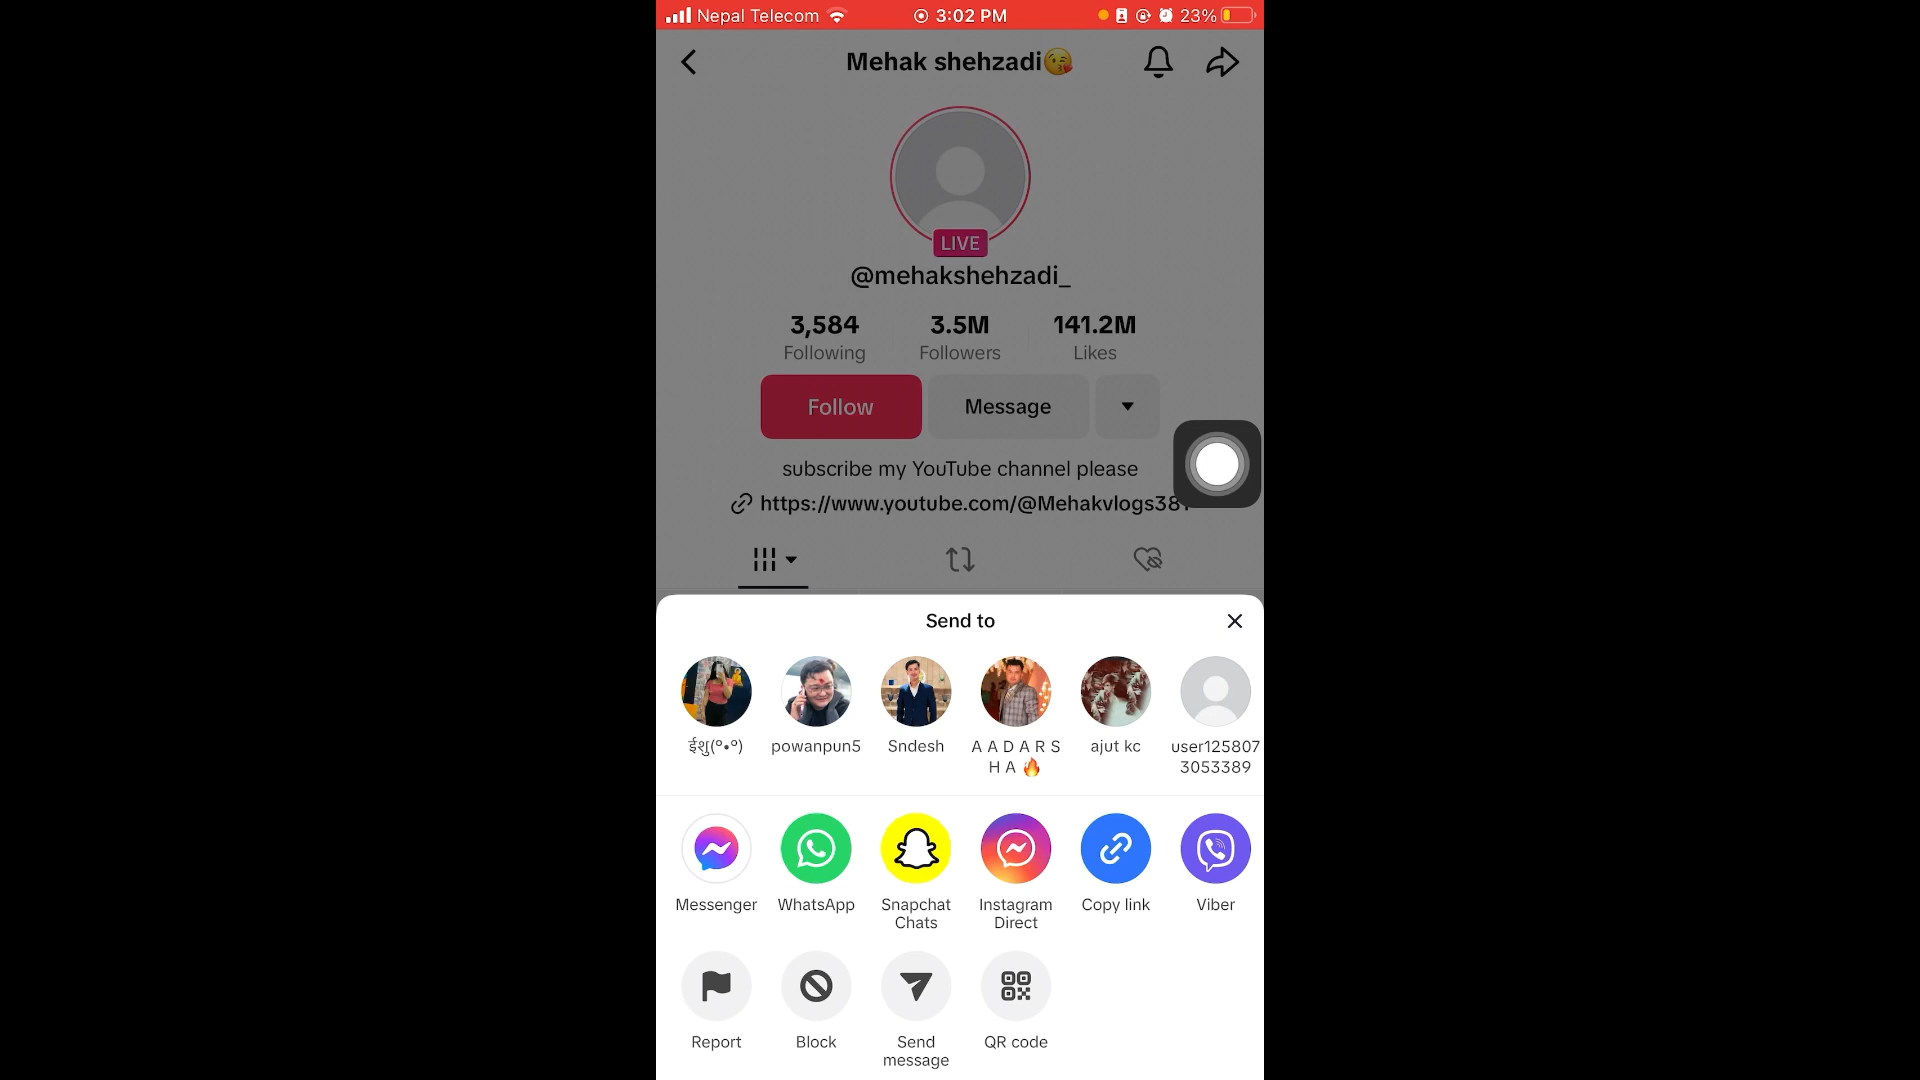 Nepal Telecom 3:02 PM 23%
Mehak shehzadi😘
LIVE
@mehakshehzadi_
3,584 3.5M 141.2M
Following Followers Likes
Follow Message
subscribe my YouTube channel please
https://www.youtube.com/@Mehakvlogs38
Send to
ईशु(°•°) powanpun5 Sndesh A A D A R S ajut kc user125807
H A 🔥 3053389
Messenger WhatsApp Snapchat Instagram Copy link Viber
Chats Direct
Report Block Send QR code
message